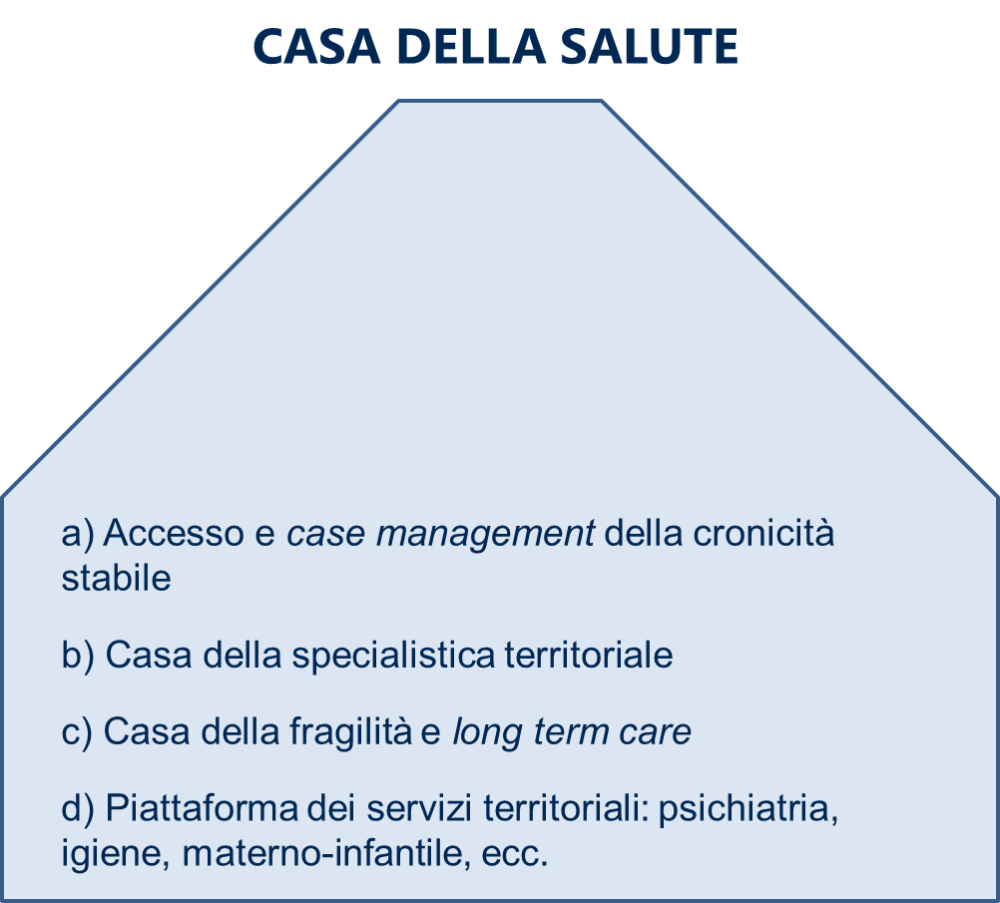 CASA DELLA SALUTE
a) Accesso e case management della cronicità
stabile
b) Casa della specialistica territoriale
c) Casa della fragilità e long term care
d) Piattaforma dei servizi territoriali: psichiatria,
igiene, materno-infantile, ecc.